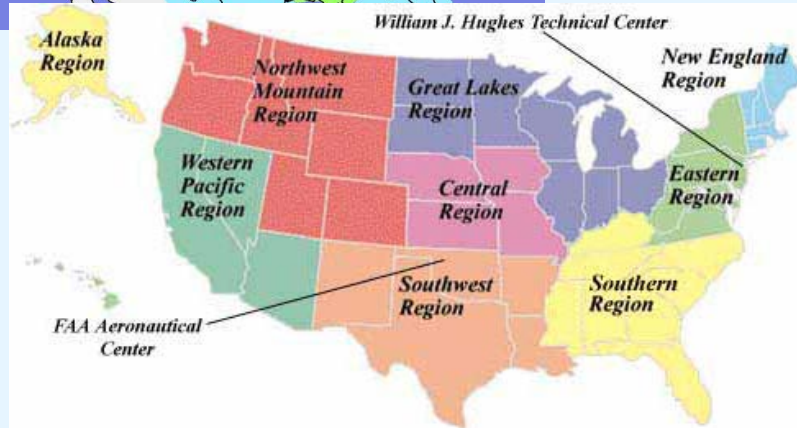 William J. Hughes Technical Center
Alaska
Region
New England
Region
Northwest
Mountain
Region
Great Lakes
Region
Western
Pacific
Region
Central
Region
Eastern
Region
Southwest
Region
Southern
Region
FAA Aeronautical
Center